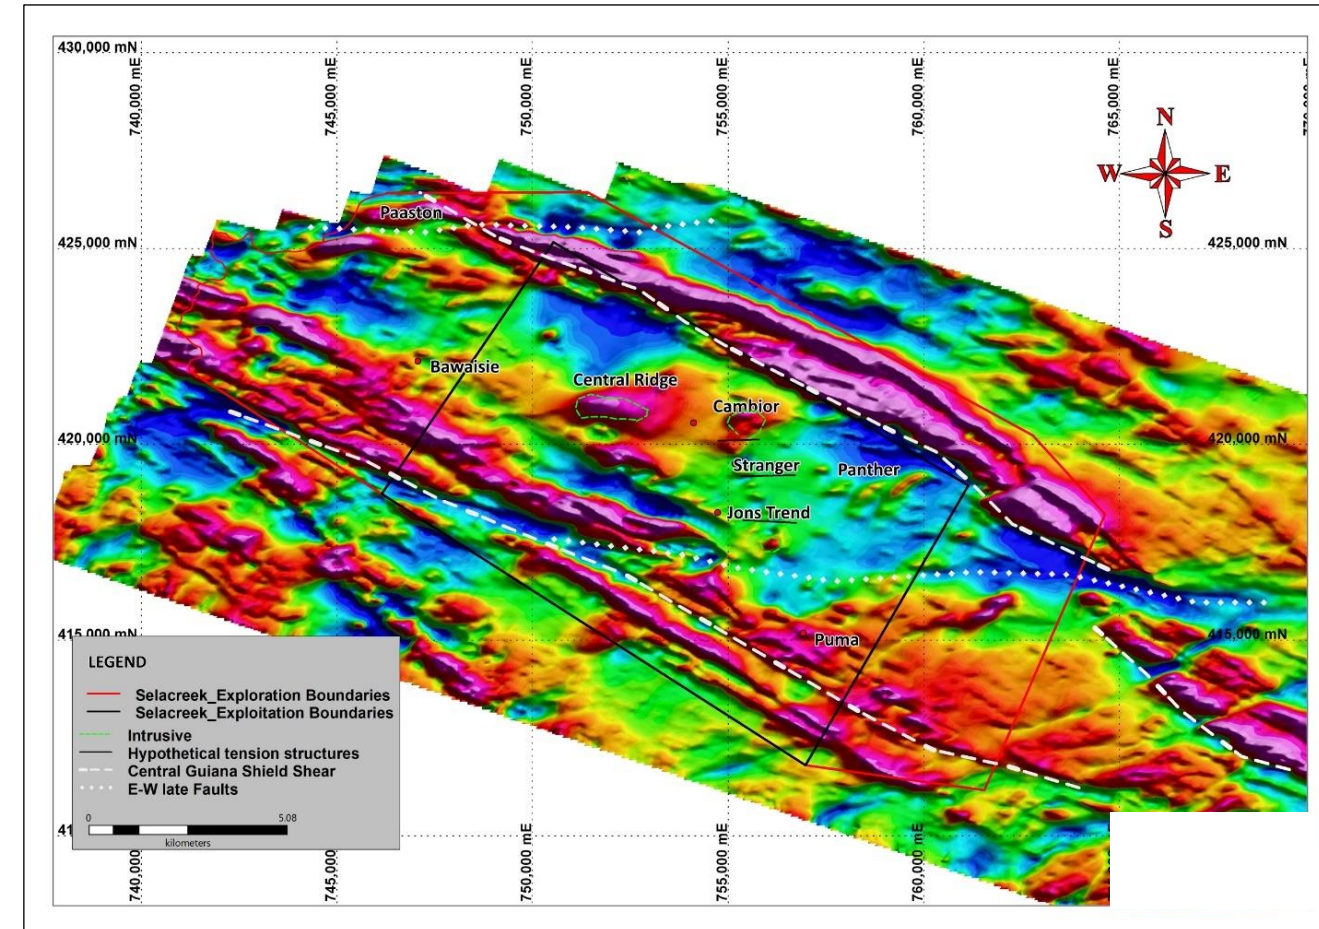 430,000 mN
740,000 mE
745,000 mE
750,000 mE
755,000 mE
760,000 mE
765,000 mE
N
W
E
S
Paaston
425,000 mN
425,000 mN
Bawaisie
Central Ridge
Cambior
420,000 mN
420,000 mN
Stranger
Panther
Jons Trend
415,000 mN
Puma
415,000 mN
LEGEND
Selacreek_Exploration Boundaries
Selacreek_Exploitation Boundaries
Intrusive
Hypothetical tension structures
Central Guiana Shield Shear
E-W late Faults
0
5.08
kilometers
740,000 mE
745,000 mE
750,000 mE
755,000 mE
760,000 mE